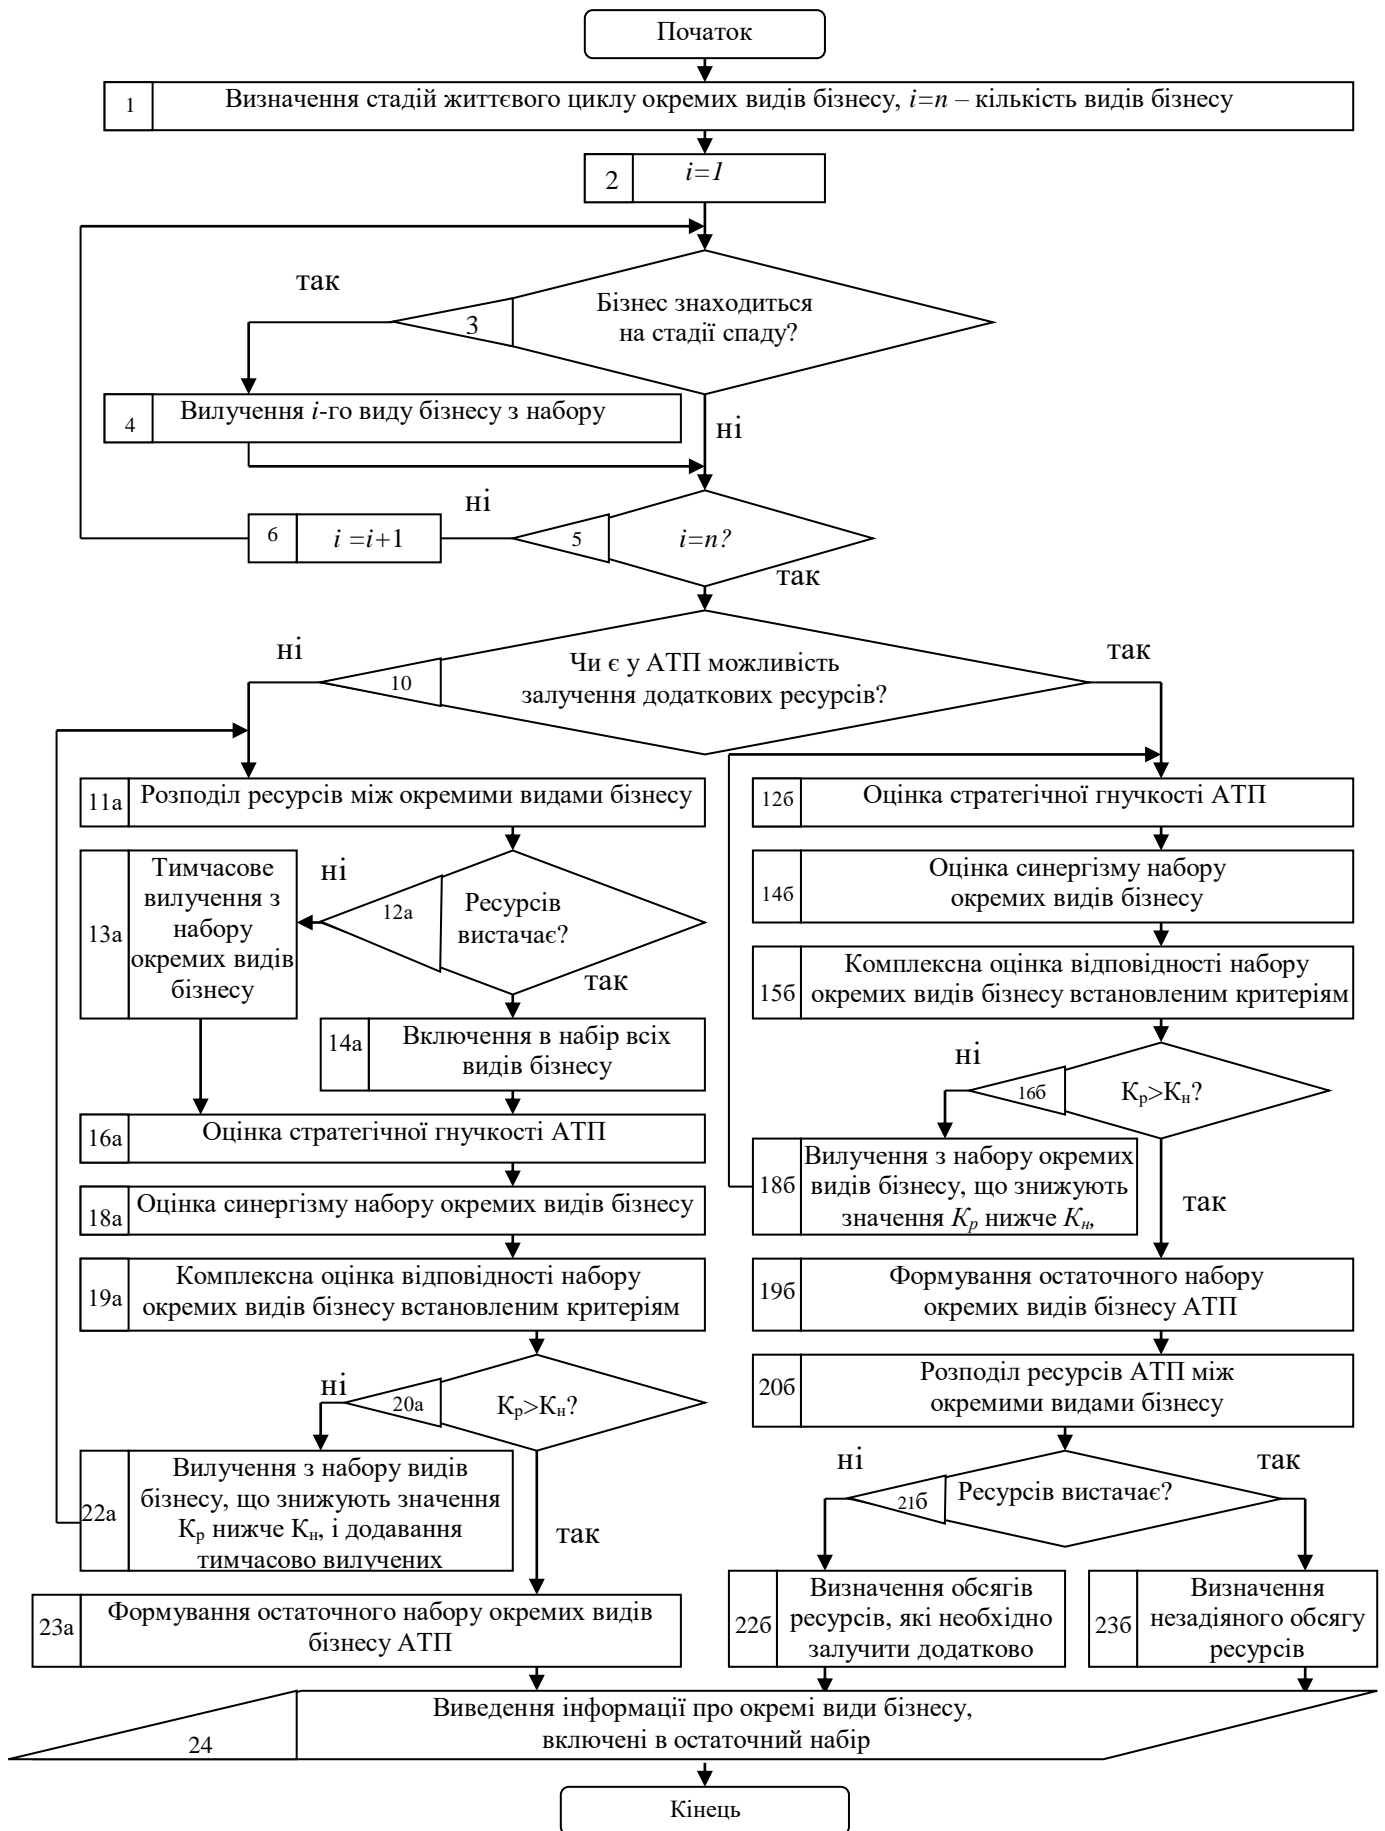 Початок
1
Визначення стадій життєвого циклу окремих видів бізнесу, i=n – кількість видів бізнесу
2
i=1
так
3
Бізнес знаходиться
на стадії спаду?
4
Вилучення i-го виду бізнесу з набору
ні
ні
6
i =i+1
5
i=n?
так
ні
10
Чи є у АТП можливість
залучення додаткових ресурсів?
так
11а
Розподіл ресурсів між окремими видами бізнесу
13а
Тимчасове
вилучення з
набору
окремих видів
бізнесу
ні
12а
Ресурсів
вистачає?
так
14а
Включення в набір всіх
видів бізнесу
16а
Оцінка стратегічної гнучкості АТП
18а
Оцінка синергізму набору окремих видів бізнесу
19а
Комплексна оцінка відповідності набору
окремих видів бізнесу встановленим критеріям
ні
20а
Кр>Кн?
22а
Вилучення з набору видів
бізнесу, що знижують значення
Кр нижче Кн, і додавання
тимчасово вилучених
так
23а
Формування остаточного набору окремих видів
бізнесу АТП
12б
Оцінка стратегічної гнучкості АТП
14б
Оцінка синергізму набору
окремих видів бізнесу
15б
Комплексна оцінка відповідності набору
окремих видів бізнесу встановленим критеріям
ні
16б
Кр>Кн?
18б
Вилучення з набору окремих
видів бізнесу, що знижують
значення Кр нижче Кн,
так
19б
Формування остаточного набору
окремих видів бізнесу АТП
20б
Розподіл ресурсів АТП між
окремими видами бізнесу
ні
21б
Ресурсів вистачає?
так
22б
Визначення обсягів
ресурсів, які необхідно
залучити додатково
23б
Визначення
незадіяного обсягу
ресурсів
24
Виведення інформації про окремі види бізнесу,
включені в остаточний набір
Кінець